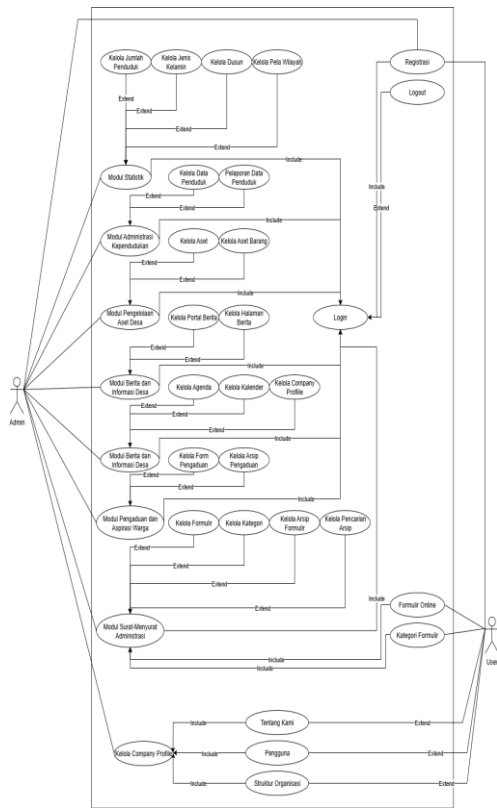 Kelola Jumlah
Penduduk
Kelola Jenis
Kelamin
Kelola Dusun
Kelola Peta Wilayah
Registrasi
Logout
Extend
Extend
Extend
Extend
Include
Modul Statistik
Kelola Data
Penduduk
Pelaporan Data
Penduduk
Include
Extend
Extend
Extend
Include
Modul Administrasi
Kependudukan
Kelola Aset
Kelola Aset Barang
Extend
Extend
Include
Modul Pengelolaan
Aset Desa
Kelola Portal Berita
Kelola Halaman
Berita
Login
Extend
Extend
Include
Modul Berita dan
Informasi Desa
Kelola Agenda
Kelola Kalender
Kelola Company
Profile
Admin
Extend
Extend
Extend
Include
Modul Berita dan
Informasi Desa
Kelola Form
Pengaduan
Kelola Arsip
Pengaduan
Extend
Extend
Include
Modul Pengaduan dan
Aspirasi Warga
Kelola Formulir
Kelola Kategori
Kelola Arsip
Formulir
Kelola Pencarian
Arsip
Extend
Extend
Extend
Extend
Include
Formulir Online
Modul Surat-Menyurat
Administrasi
Kategori Formulir
User
Include
Include
Kelola Company Profile
Include
Tentang Kami
Extend
Include
Pengguna
Extend
Include
Struktur Organisasi
Extend